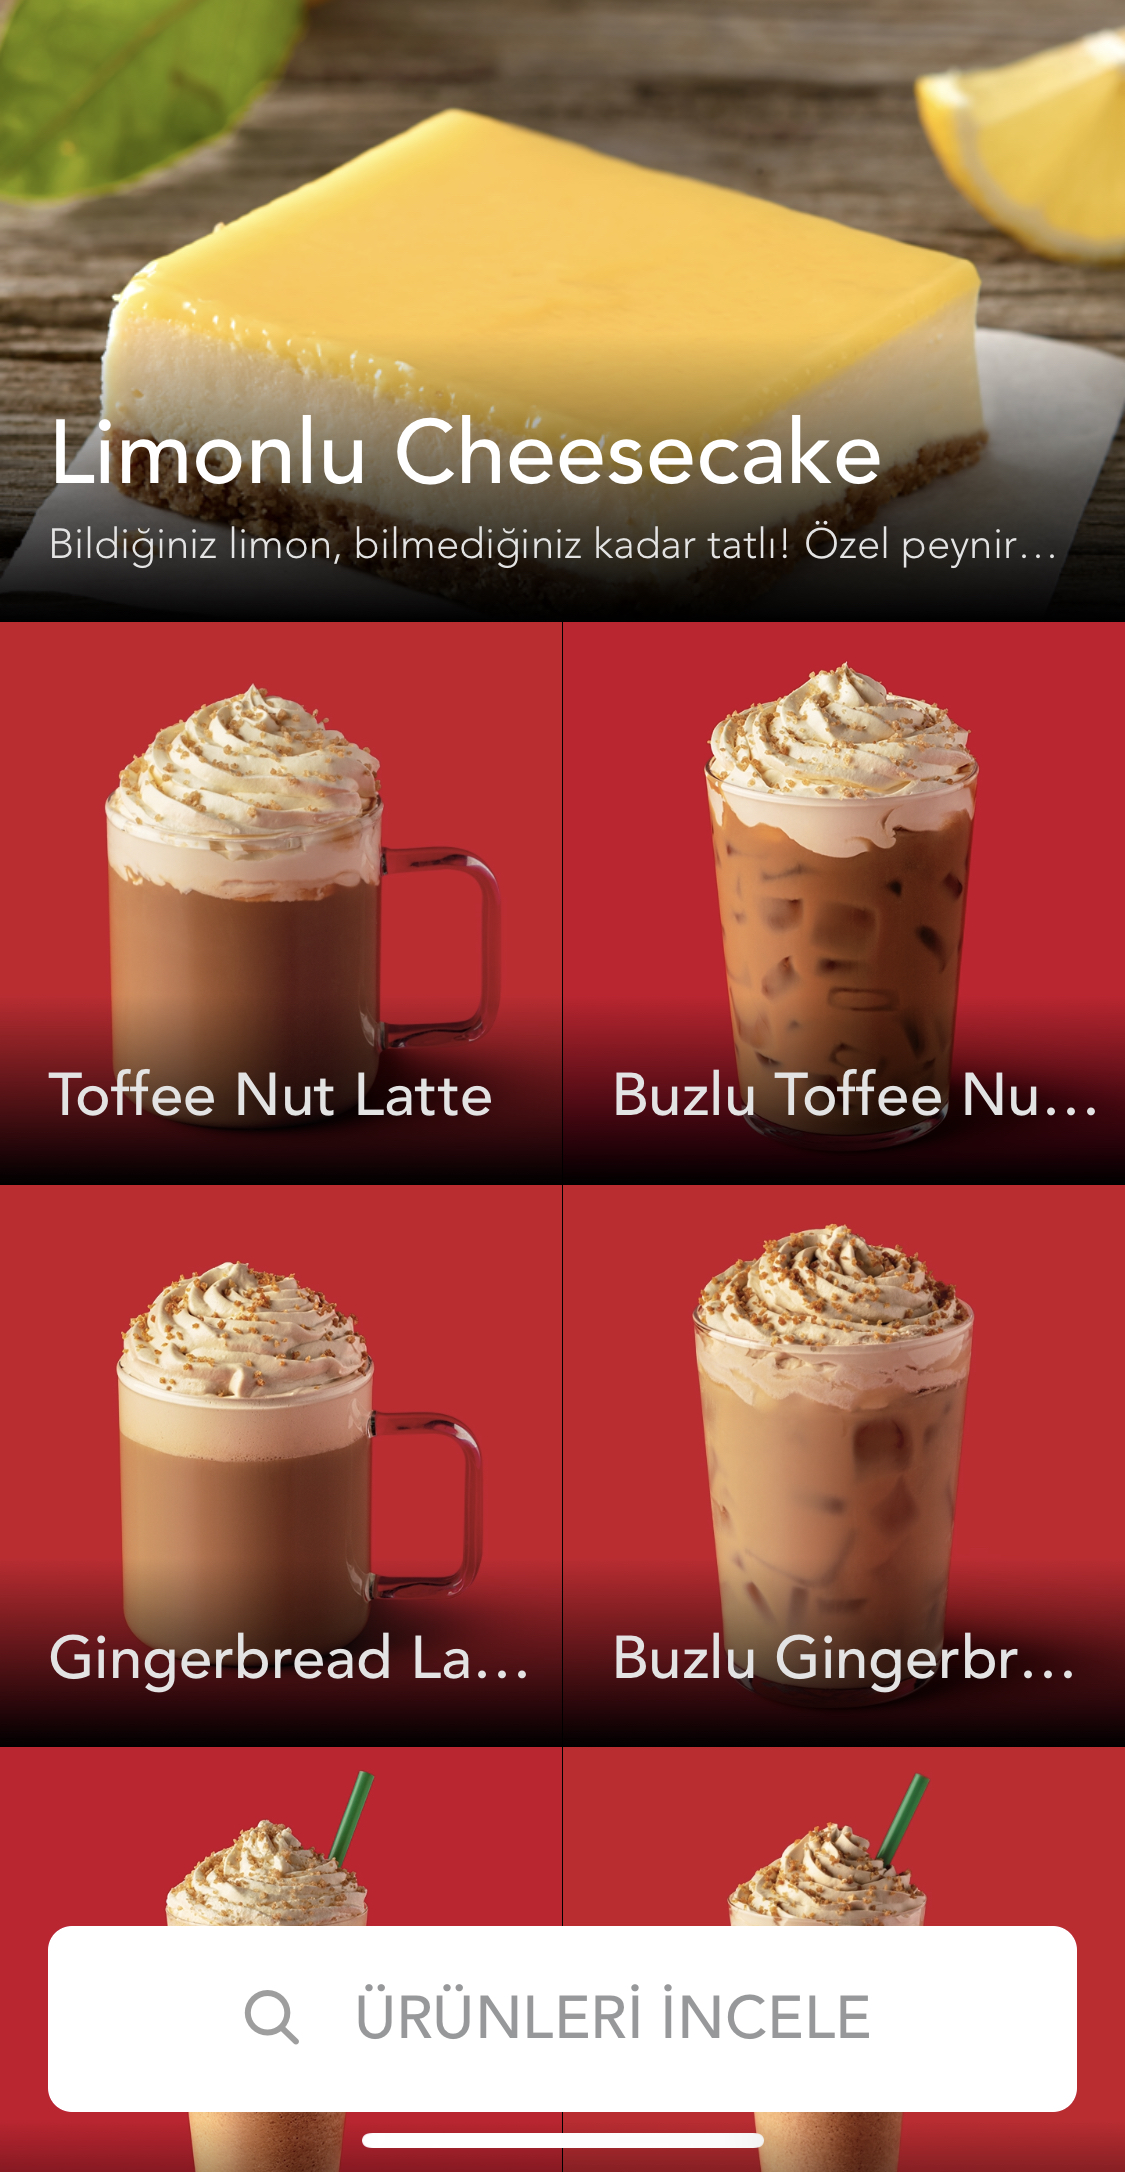 Limonlu Cheesecake
Bildiğiniz limon, bilmediğiniz kadar tatlı! Özel peynir...
Toffee Nut Latte
Buzlu Toffee Nu...
Gingerbread La...
Buzlu Gingerbr...
ÜRÜNLERİ İNCELE